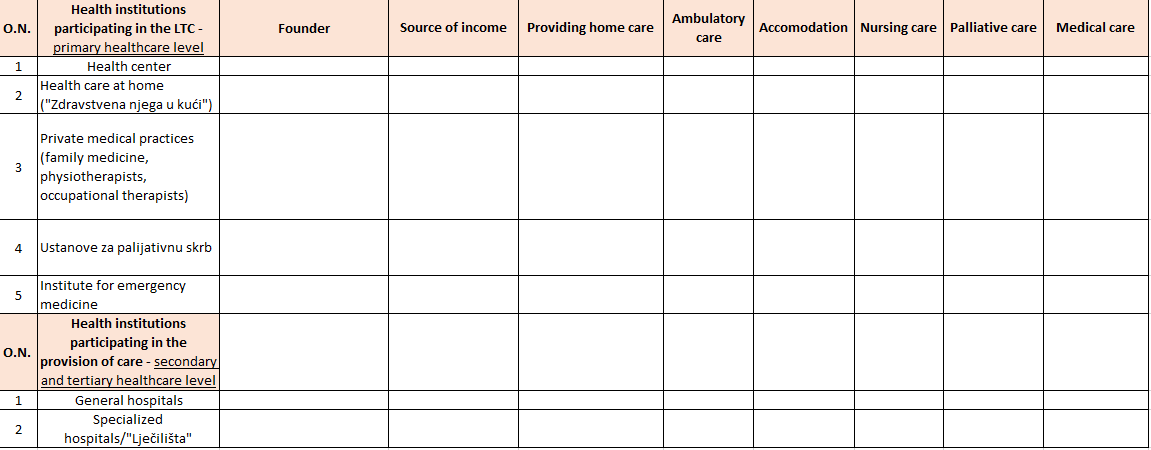 O.N.
Health institutions
participating in the LTC -
primary healthcare level
Founder
Source of income
Providing home care
Ambulatory
care
Accomodation
Nursing care
Palliative care
Medical care
1
Health center
2
Health care at home
("Zdravstvena njega u kući")
3
Private medical practices
(family medicine,
physiotherapists,
occupational therapists)
4
Ustanove za palijativnu skrb
5
Institute for emergency
medicine
O.N.
Health institutions
participating in the
provision of care - secondary
and tertiary healthcare level
1
General hospitals
2
Specialized
hospitals/"Lječilišta"